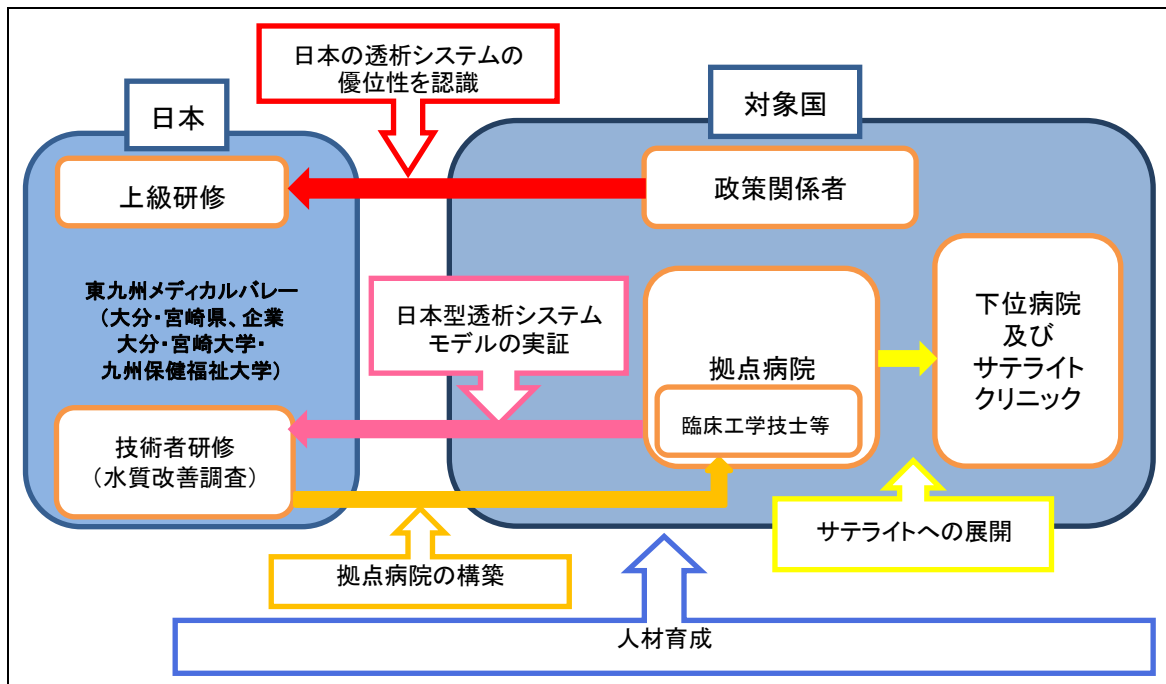 日本の透析システムの
優位性を認識
日本
対象国
上級研修
政策関係者
東九州メディカルバレー
（大分・宮崎県、企業
大分・宮崎大学・
九州保健福祉大学）
日本型透析システム
モデルの実証
拠点病院
臨床工学技士等
下位病院
及び
サテライト
クリニック
技術者研修
（水質改善調査）
サテライトへの展開
拠点病院の構築
人材育成